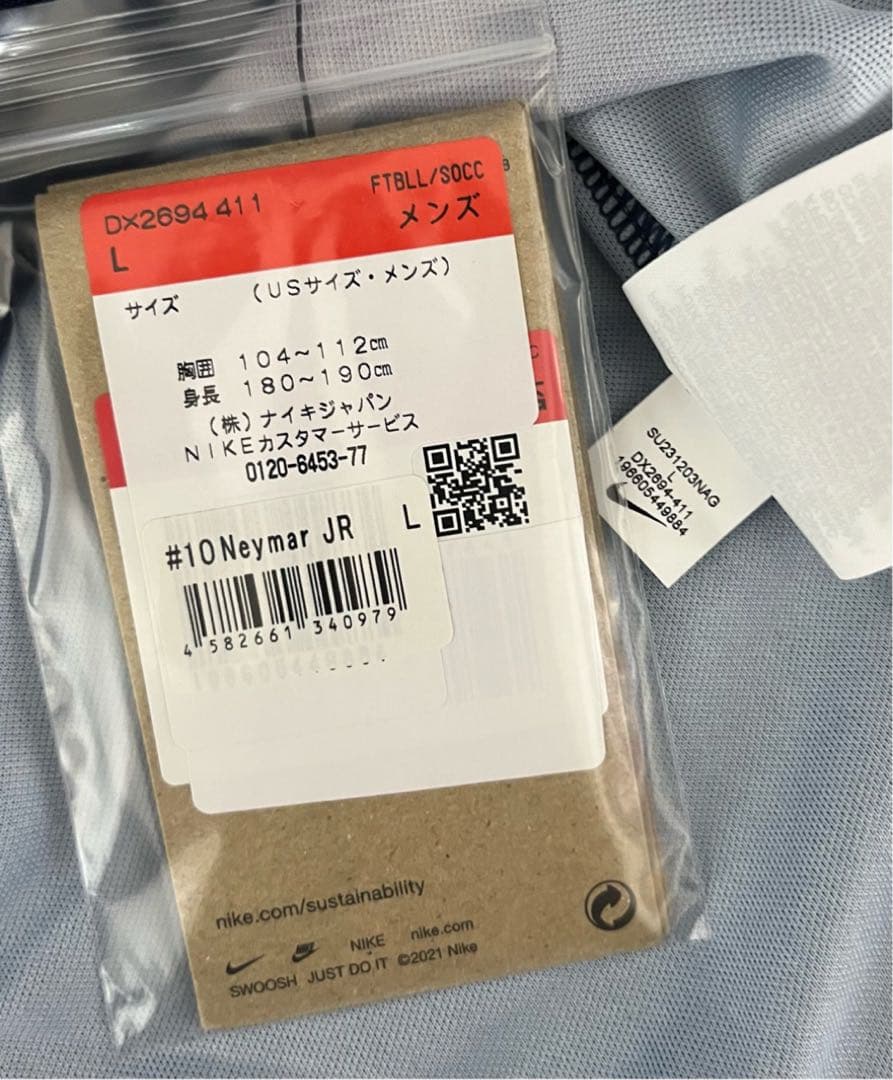 DX2694 411
FTBLL/SOCC
L
メンズ
サイズ (USサイズ・メンズ)
胸囲 104~112cm
身長 180~190cm
(株)ナイキジャパン
NIKEカスタマーサービス
0120-6453-77
#10 Neymar JR L
4 582661 340979
SU231203NAG
L
DX2694-411
196605449884
nike.com/sustainability
NIKE nike.com
SWOOSH JUST DO IT ©2021 Nike